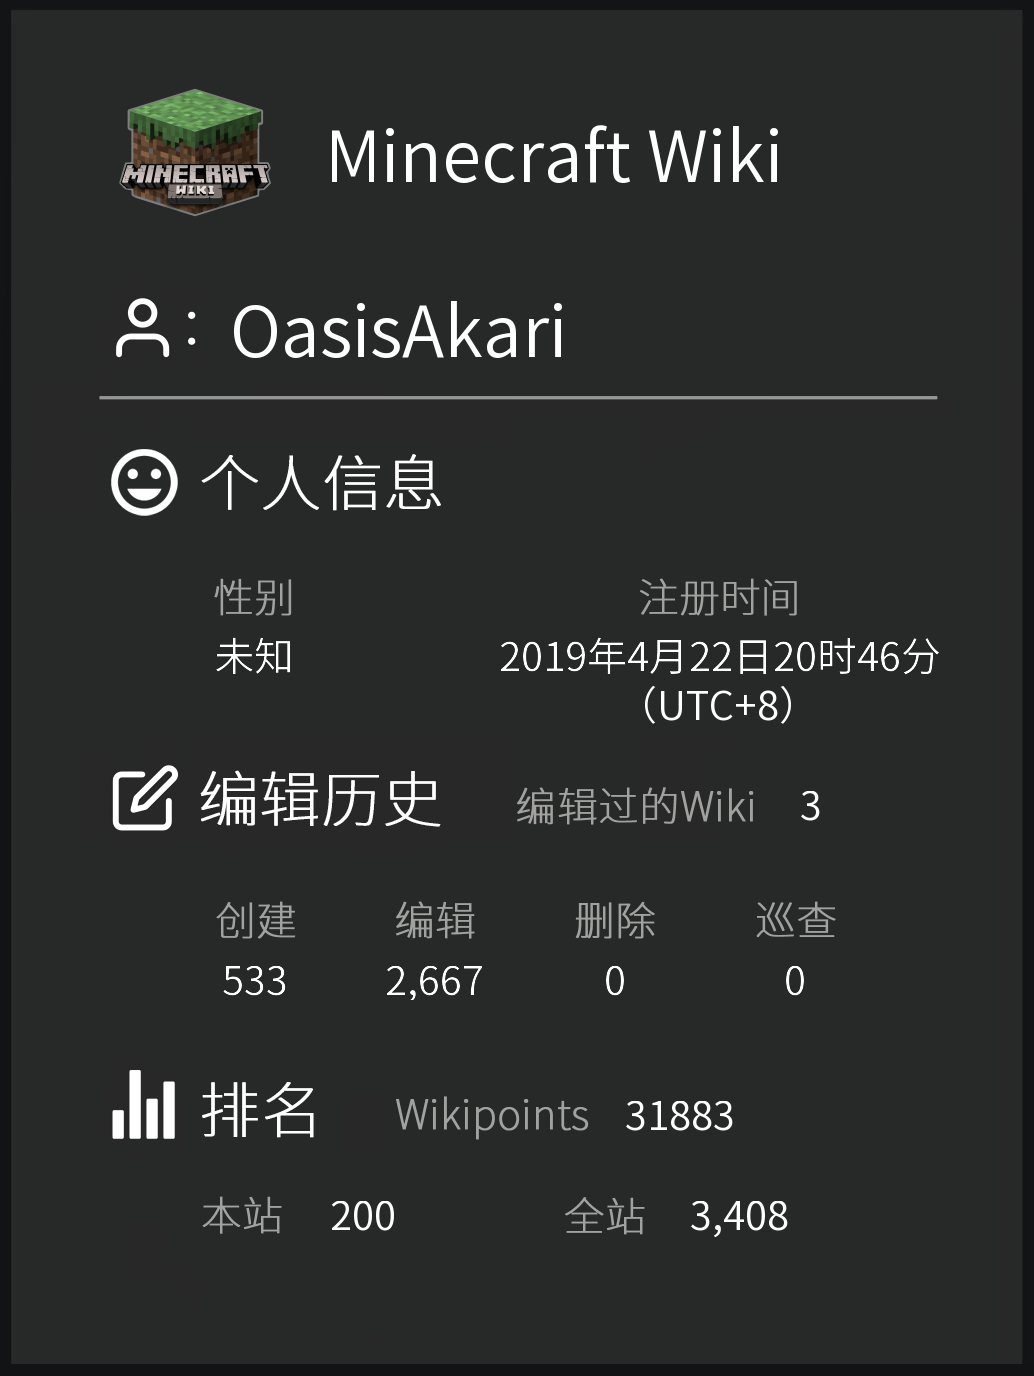 MINECRAFT
WIKI
Minecraft Wiki
: OasisAkari
个人信息
性别 注册时间
未知 2019年4月22日20时46分
（UTC+8）
编辑历史 编辑过的Wiki 3
创建 编辑 删除 巡查
533 2,667 0 0
排名 Wikipoints 31883
本站 200 全站 3,408